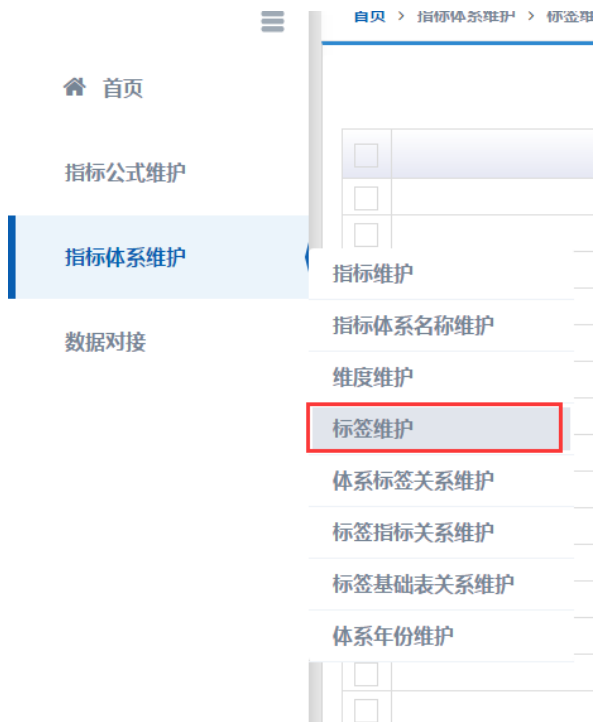 首页 > 指标体系维护 > 标签维
首页
指标公式维护
指标体系维护
数据对接
指标维护
指标体系名称维护
维度维护
标签维护
体系标签关系维护
标签指标关系维护
标签基础表关系维护
体系年份维护